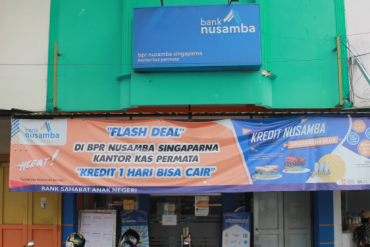 bank
nusamba
bpr nusamba singaparna
kantor kas permata
bank
nusamba
HEBAT!
"FLASH DEAL"
DI BPR NUSAMBA SINGAPARNA
KANTOR KAS PERMATA
"KREDIT 1 HARI BISA CAIR"
KREDIT NUSAMBA
BANK SAHABAT ANAK NEGERI